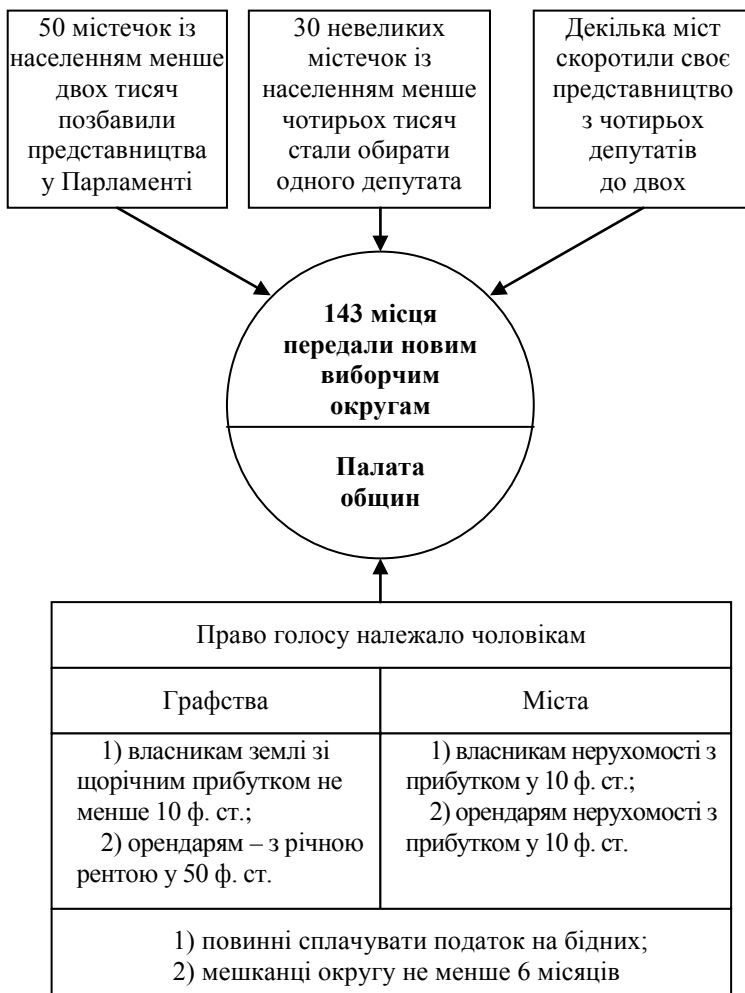 50 містечок із
населенням менше
двох тисяч
позбавили
представництва
у Парламенті
30 невеликих
містечок із
населенням менше
чотирьох тисяч
стали обирати
одного депутата
Декілька міст
скоротили своє
представництво
з чотирьох
депутатів
до двох
143 місця
передали новим
виборчим
округам
Палата
общин
Право голосу належало чоловікам
Графства
Міста
1) власникам землі зі
щорічним прибутком не
менше 10 ф. ст.;
2) орендарям – з річною
рентою у 50 ф. ст.
1) власникам нерухомості з
прибутком у 10 ф. ст.;
2) орендарям нерухомості з
прибутком у 10 ф. ст.
1) повинні сплачувати податок на бідних;
2) мешканці округу не менше 6 місяців